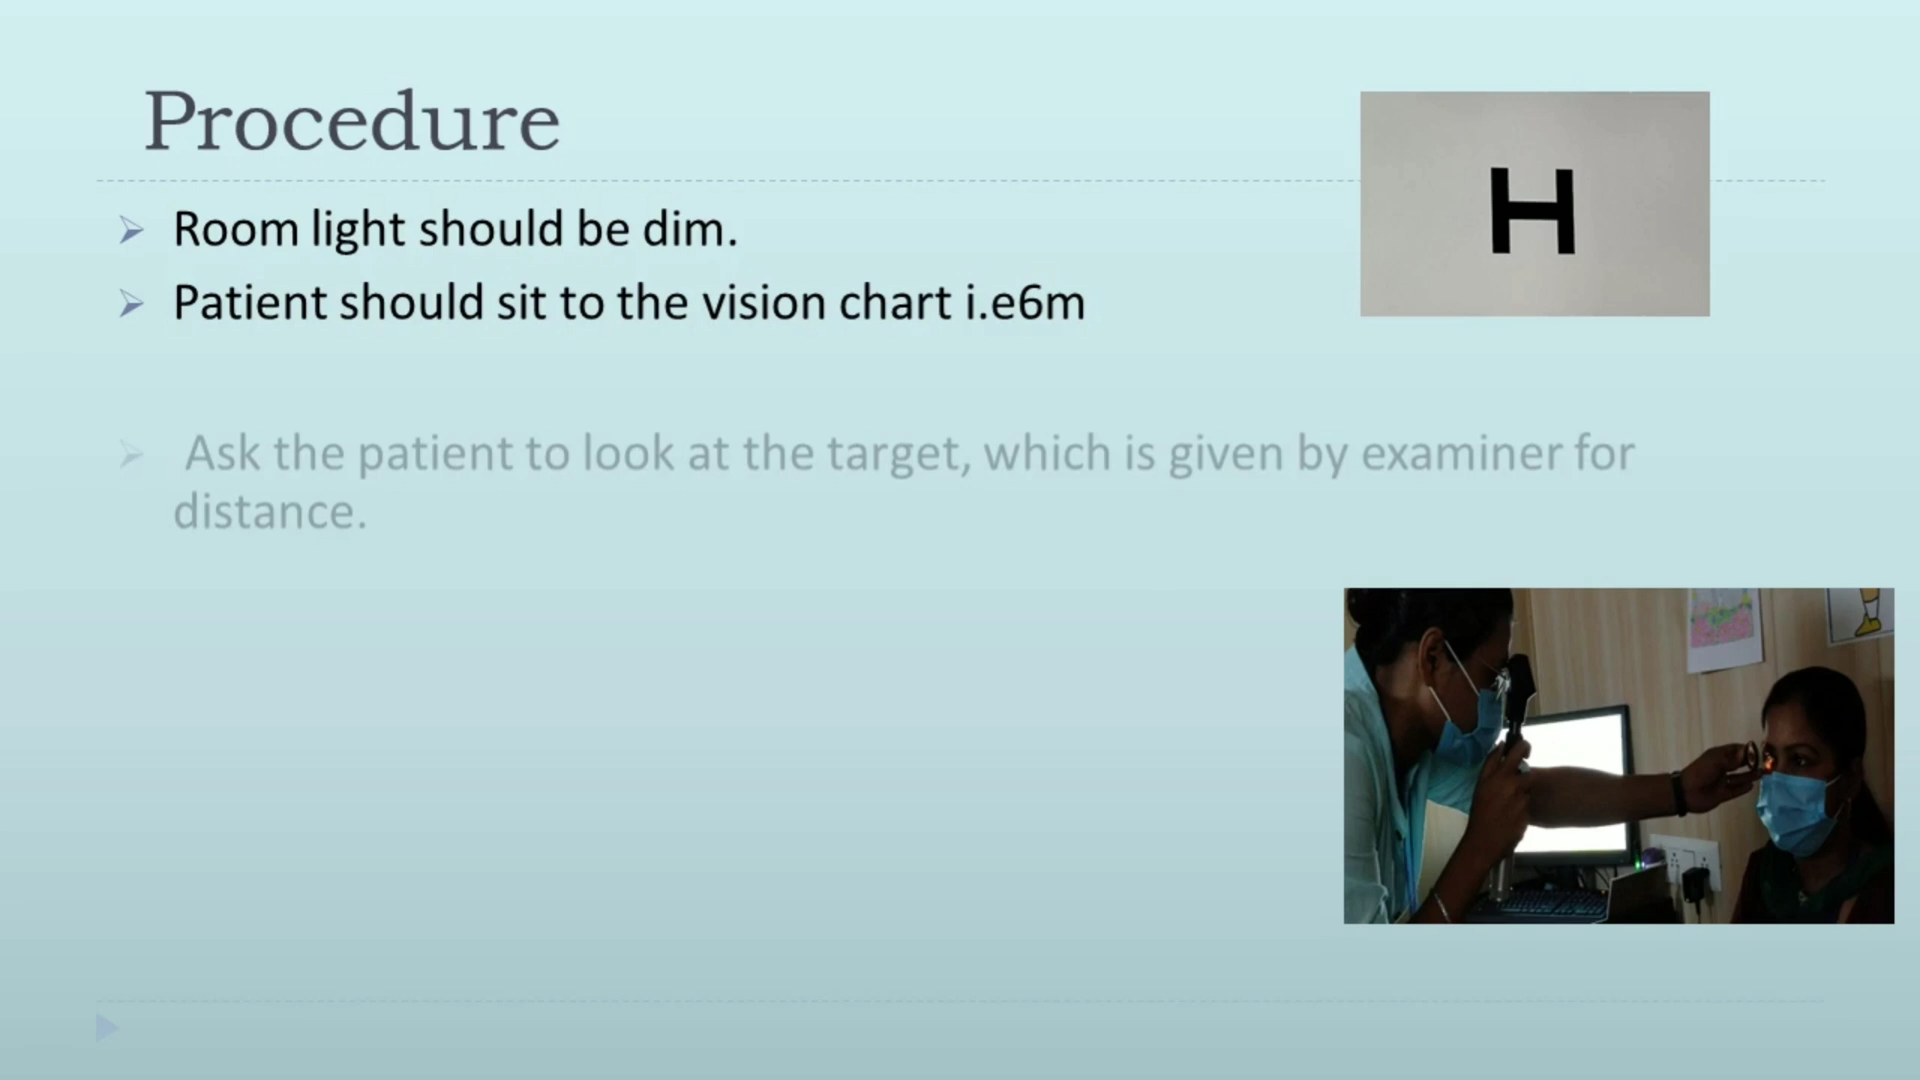 Procedure
H
Room light should be dim.
Patient should sit to the vision chart i.e6m
Ask the patient to look at the target, which is given by examiner for
distance.